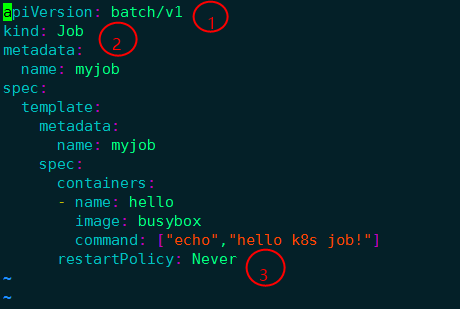 apiVersion: batch/v1 1
kind: Job 2
metadata:
  name: myjob
spec:
  template:
    metadata:
      name: myjob
    spec:
      containers:
      - name: hello
        image: busybox
        command: ["echo","hello k8s job!"]
      restartPolicy: Never 3
~
~